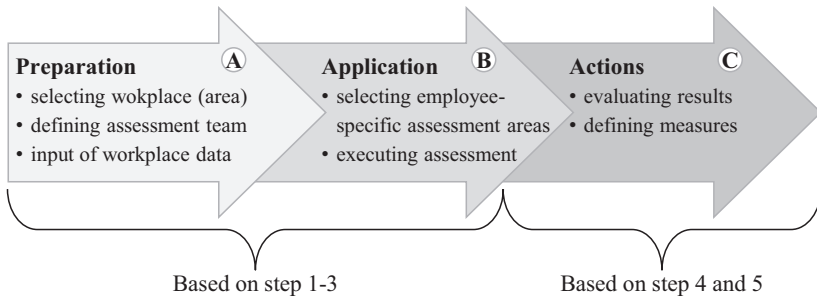 Preparation
A
• selecting wokplace (area)
• defining assessment team
• input of workplace data
Application
B
• selecting employee-
specific assessment areas
• executing assessment
Actions
C
• evaluating results
• defining measures
Based on step 1-3
Based on step 4 and 5